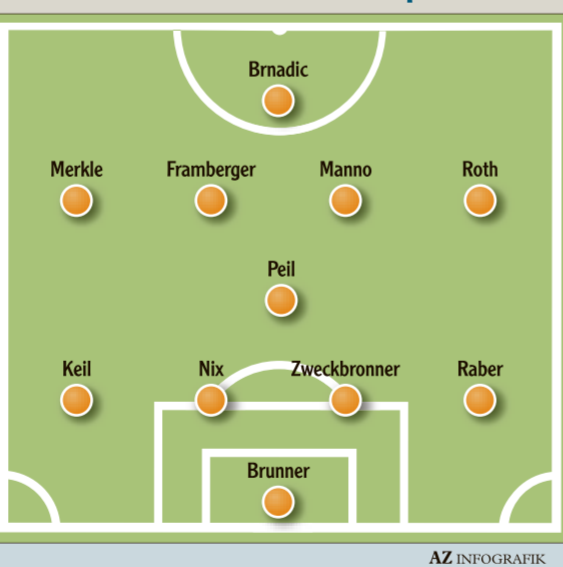 Brnadic
Merkle Framberger Manno Roth
Peil
Keil Nix Zweckbronner Raber
Brunner
AZ INFOGRAFIK